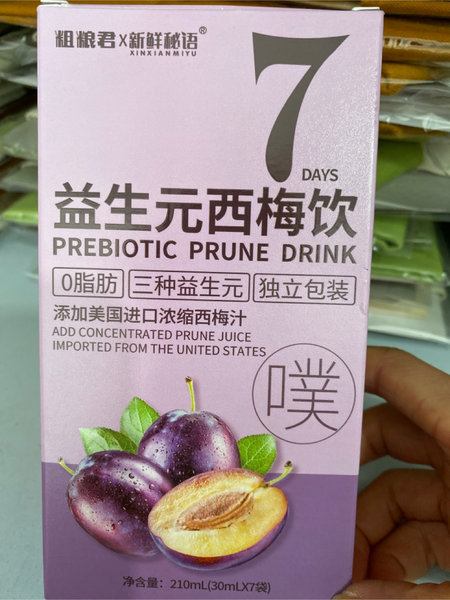 粗粮君X新鲜秘语®
XINXIANMIYU
7
DAYS
益生元西梅饮
PREBIOTIC PRUNE DRINK
0脂肪 三种益生元 独立包装
添加美国进口浓缩西梅汁
ADD CONCENTRATED PRUNE JUICE
IMPORTED FROM THE UNITED STATES
噗
净含量：210mL(30mLX7袋)